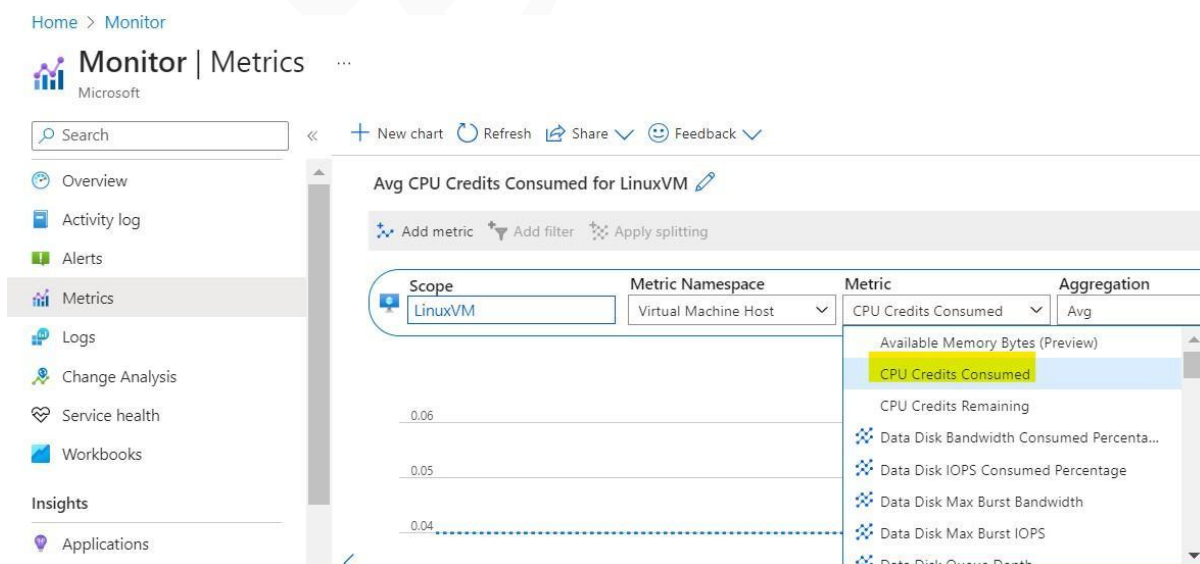 Home > Monitor
Monitor | Metrics ...
Microsoft
Search
«
New chart Refresh Share Feedback
Overview
Activity log
Alerts
Metrics
Logs
Change Analysis
Service health
Workbooks
Insights
Applications
Avg CPU Credits Consumed for LinuxVM
Add metric Add filter Apply splitting
Scope Metric Namespace Metric Aggregation
LinuxVM Virtual Machine Host CPU Credits Consumed Avg
Available Memory Bytes (Preview)
CPU Credits Consumed
CPU Credits Remaining
Data Disk Bandwidth Consumed Percenta...
Data Disk IOPS Consumed Percentage
Data Disk Max Burst Bandwidth
Data Disk Max Burst IOPS
Data Disk Queue Depth
0.06
0.05
0.04